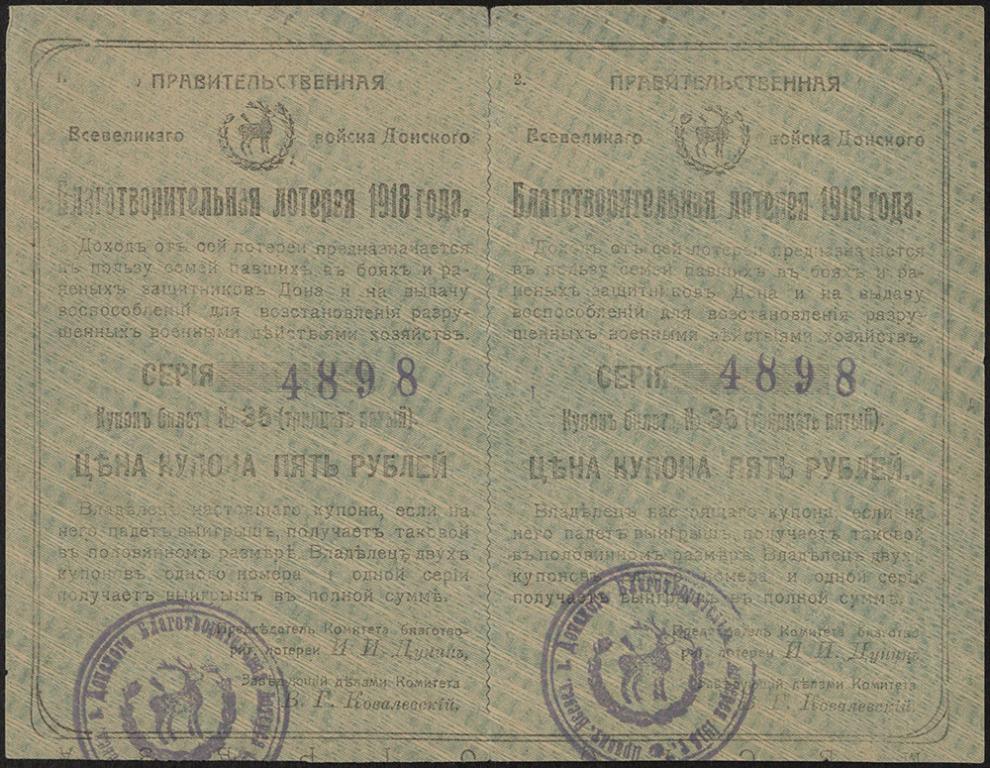 1.
ПРАВИТЕЛЬСТВЕННАЯ
Всевеликаго войска Донского
Благотворительная лотерея 1918 года.
Доходъ отъ сей лотереи предназначается
въ пользу семей павшихъ въ бояхъ и ра-
неныхъ защитниковъ Дона и на выдачу
воспособленій для возстановленія разру-
шенныхъ военными дѣйствіями хозяйствъ.
СЕРІЯ 4898
Купонъ билета № 35 (тридцать пятый).
ЦѢНА КУПОНА ПЯТЬ РУБЛЕЙ
Владѣлецъ настоящаго купона, если на
него падетъ выигрышъ, получаетъ таковой
въ половинномъ размѣрѣ. Владѣлецъ двухъ
купоновъ одного номера и одной серіи
получаетъ выигрышъ въ полной суммѣ.
Предсѣдатель Комитета благотво-
рит. лотереи И. И. Дунинъ,
Завѣдующій дѣлами Комитета
В. Г. Ковалевскій.
Донского Благотворительн. Лотерея
2.
ПРАВИТЕЛЬСТВЕННАЯ
Всевеликаго войска Донского
Благотворительная лотерея 1918 года.
Доходъ отъ сей лотереи предназначается
въ пользу семей павшихъ въ бояхъ и ра-
неныхъ защитниковъ Дона и на выдачу
воспособленій для возстановленія разру-
шенныхъ военными дѣйствіями хозяйствъ.
СЕРІЯ 4898
Купонъ билета № 35 (тридцать пятый).
ЦѢНА КУПОНА ПЯТЬ РУБЛЕЙ.
Владѣлецъ настоящаго купона, если на
него падетъ выигрышъ, получаетъ таковой
въ половинномъ размѣрѣ. Владѣлецъ двухъ
купоновъ номера и одной серіи
получаетъ выигрышъ въ полной суммѣ.
Предсѣдатель Комитета благотво-
рит. лотереи И. И. Дунинъ,
Завѣдующій дѣлами Комитета
В. Г. Ковалевскій.
Донского Благотворительн. 1918 г.